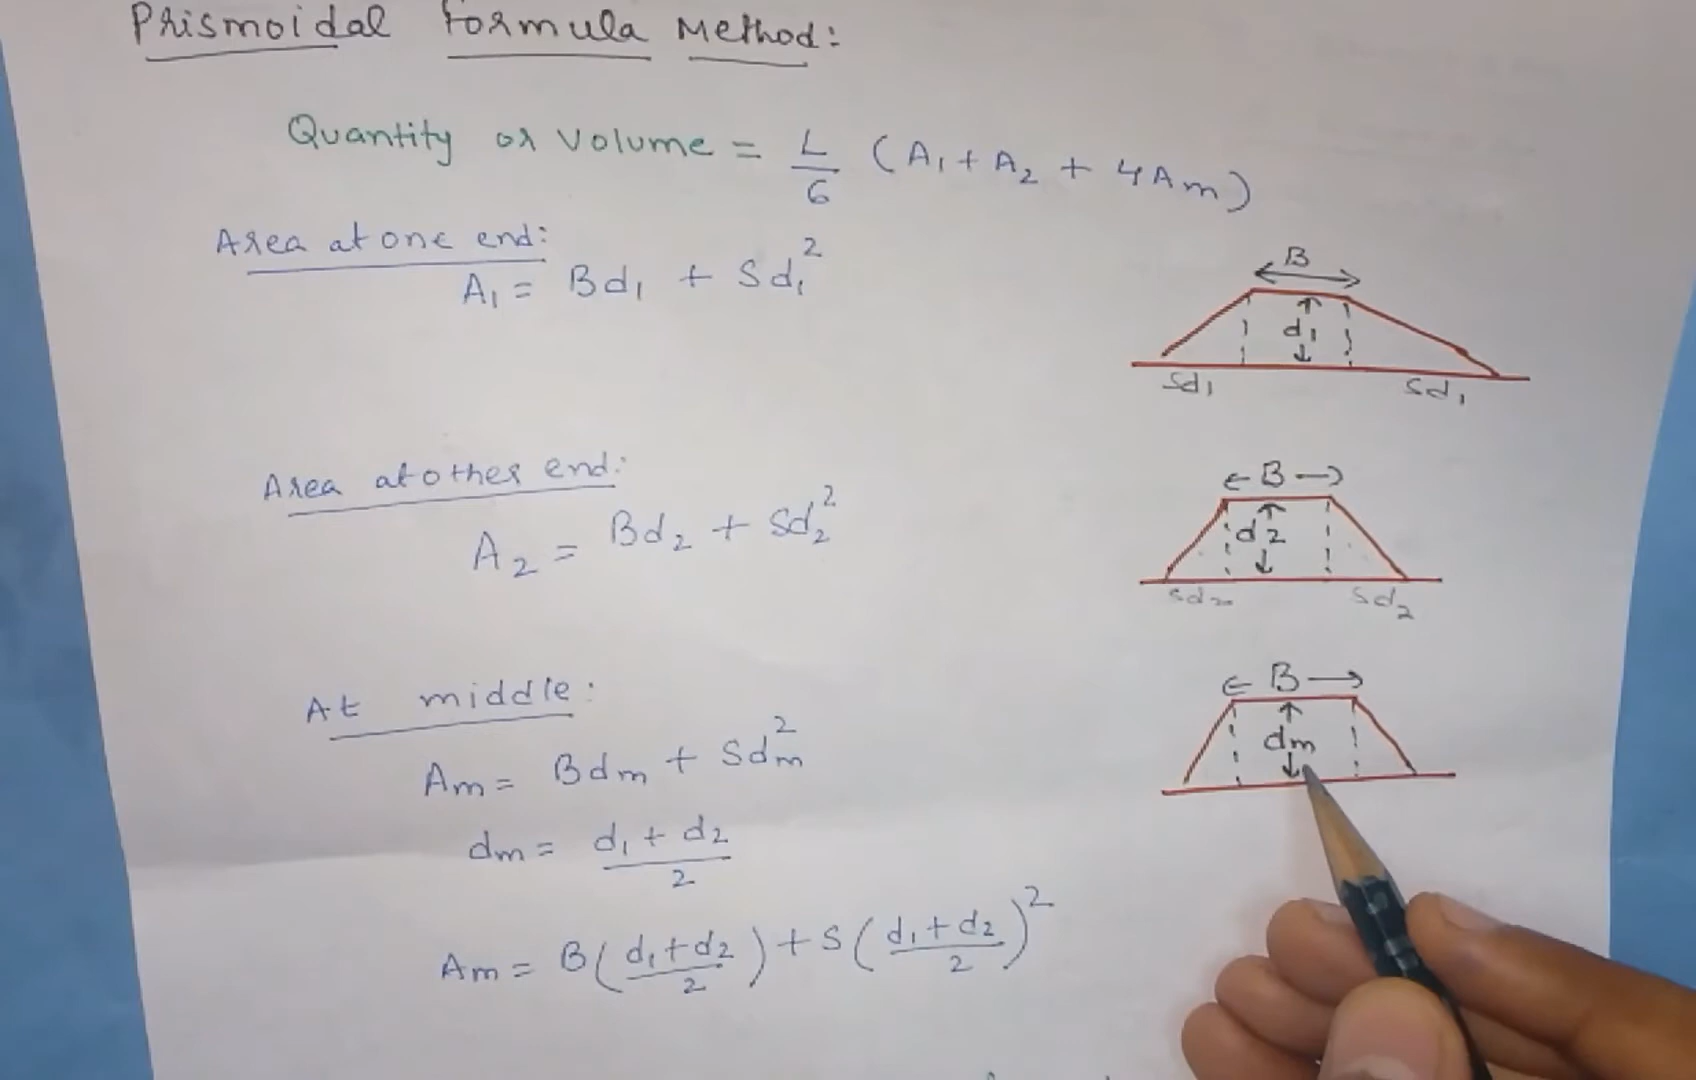 Prismoidal Formula Method:
Quantity or Volume = L/6 (A₁ + A₂ + 4Am)
Area at one end:
A₁ = Bd₁ + Sd₁²
B
d₁
Sd₁ Sd₁
Area at other end:
A₂ = Bd₂ + Sd₂²
B
d₂
Sd₂ Sd₂
At middle:
Am = Bdm + Sdm²
B
dm
dm = (d₁ + d₂)/2
Am = B((d₁+d₂)/2) + S((d₁+d₂)/2)²